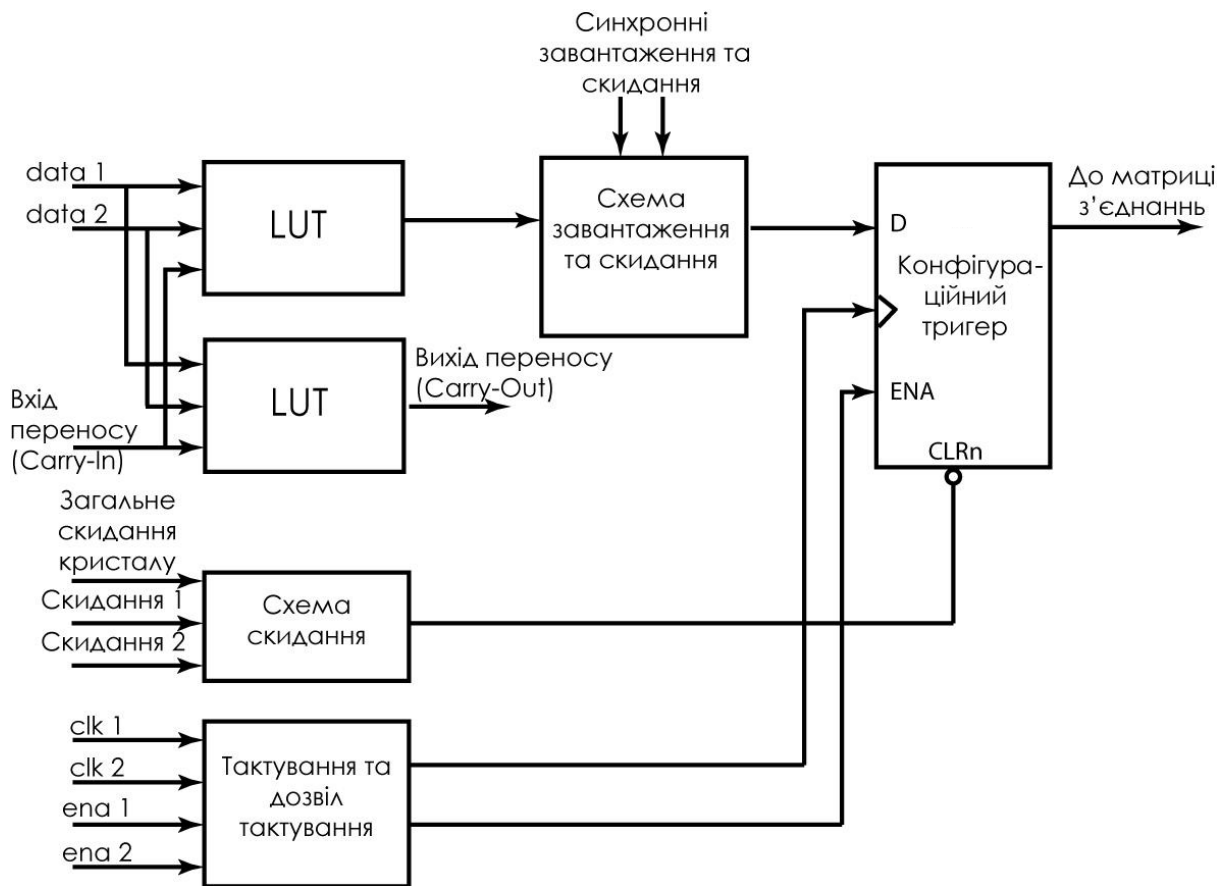 Синхронні
завантаження та
скидання
data 1
data 2
LUT
Схема
завантаження
та скидання
D
Конфігура-
ційний
тригер
ENA
CLRn
До матриці
з’єднань
LUT
Вихід переносу
(Carry-Out)
Вхід
переносу
(Carry-In)
Загальне
скидання
кристалу
Скидання 1
Скидання 2
Схема
скидання
clk 1
clk 2
ena 1
ena 2
Тактування та
дозвіл
тактування